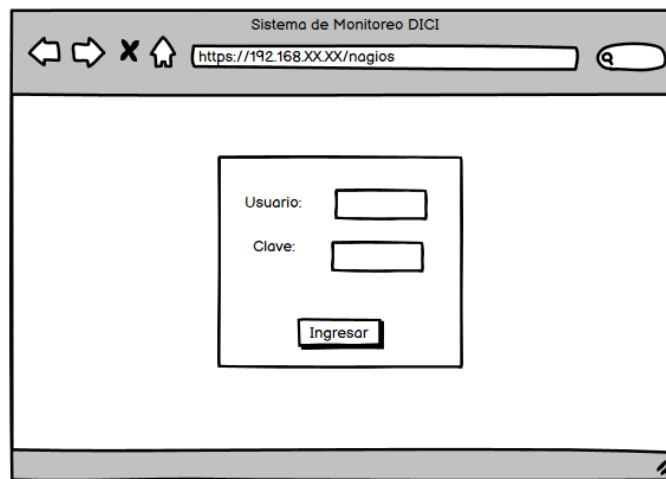 Sistema de Monitoreo DICI
https://192.168.XX.XX/nagios
Usuario:
Clave:
Ingresar